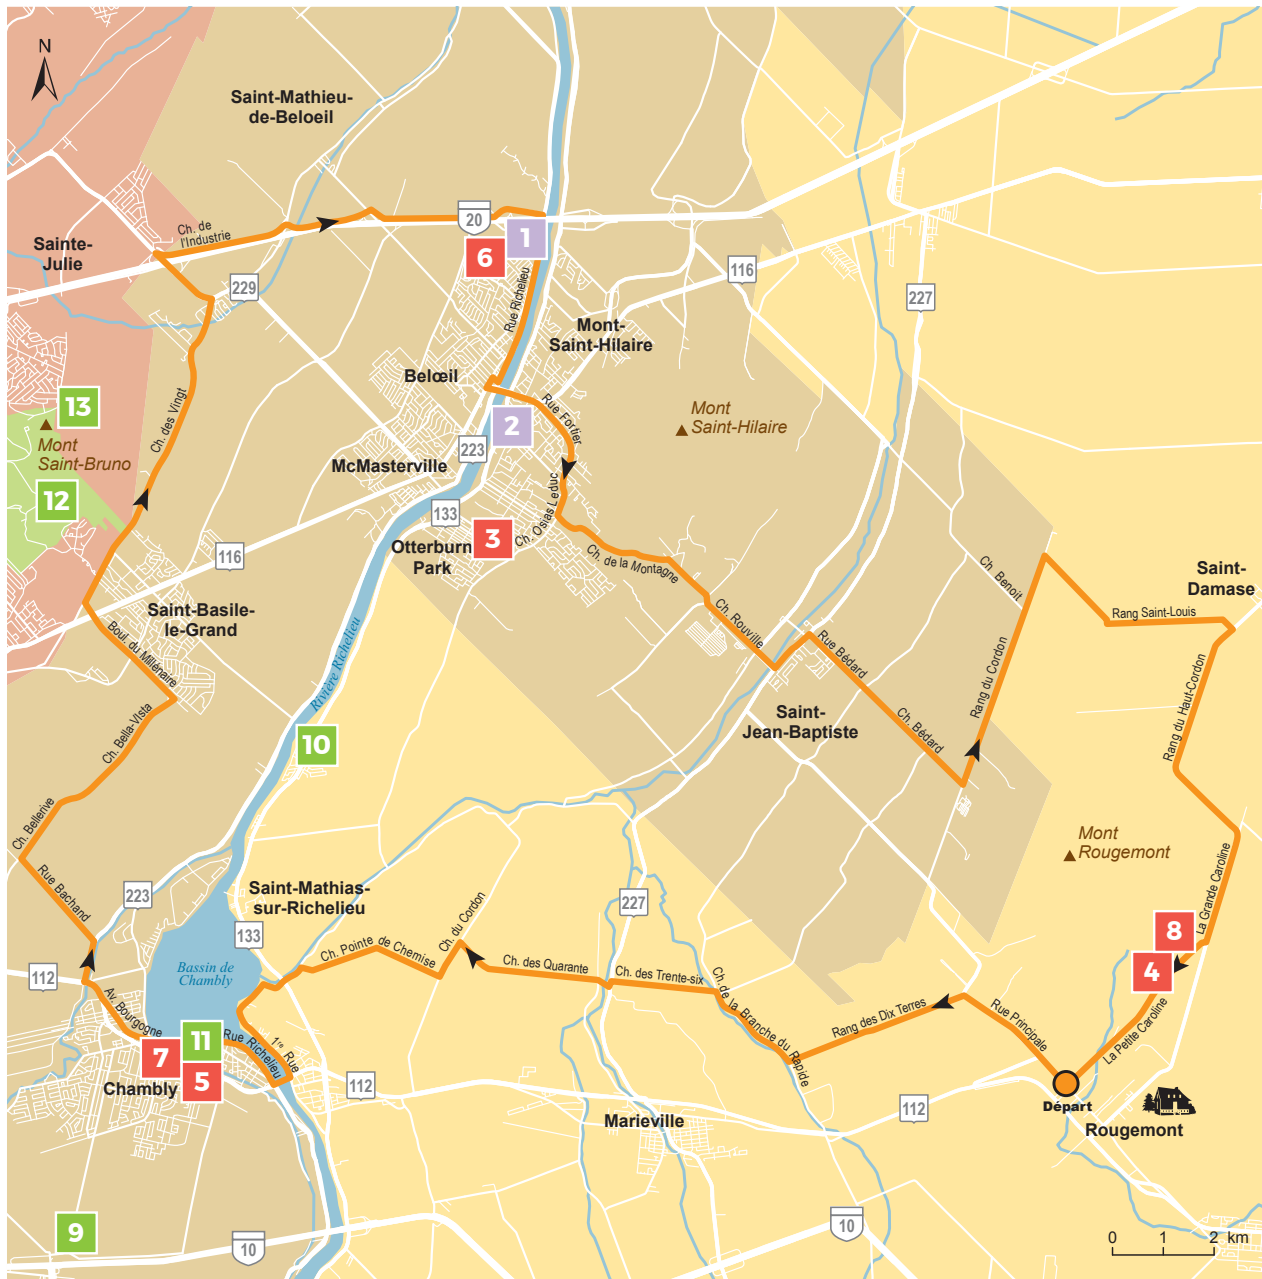 N
Saint-Mathieu-
de-Beloeil
Ch. de
l'Industrie
20
1
6
Sainte-
Julie
229
116
227
Rue Richelieu
Mont-
Saint-Hilaire
Belœil
Rue Fortier
Mont
Saint-Hilaire
13
Mont
Saint-Bruno
12
Ch. des Vingt
2
223
McMasterville
133
Ch. Osias Leduc
3
Otterburn
Park
116
Ch. de la Montagne
Ch. Benoit
Saint-
Damase
Rang Saint-Louis
Saint-Basile-
le-Grand
Boul. du Millénaire
Ch. Rouville
Rue Bédard
Rivière Richelieu
Rang du Cordon
Rang du Haut-Cordon
Ch. Bella-Vista
Saint-
Jean-Baptiste
Ch. Bédard
10
Ch. Bellerive
Mont
Rougemont
Rue Bachand
223
Saint-Mathias-
sur-Richelieu
227
La Grande Caroline
133
Ch. Pointe de Chemise
Ch. du Cordon
8
4
Bassin de
Chambly
112
Ch. des Quarante
Ch. des Trente-six
Ch. de la Branche du Rapide
Rang des Dix Terres
Rue Principale
La Petite Caroline
Av. Bourgogne
11
Rue Richelieu
1re Rue
7
5
Chambly
112
112
Départ
Marieville
Rougemont
9
10
10
0 1 2 km